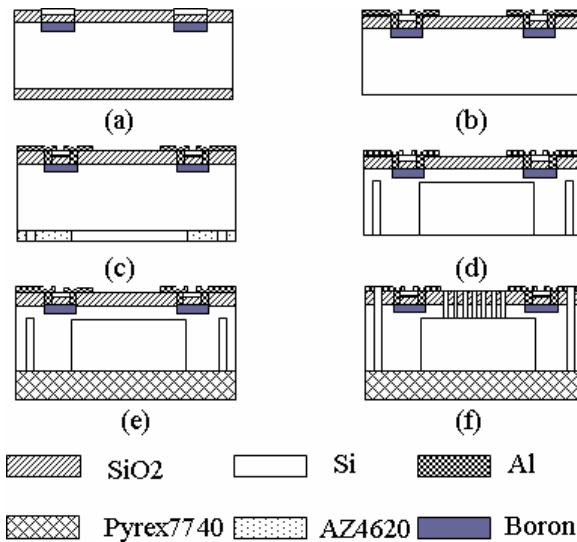 (a) (b)
(c) (d)
(e) (f)
SiO2 Si Al
Pyrex7740 AZ4620 Boron